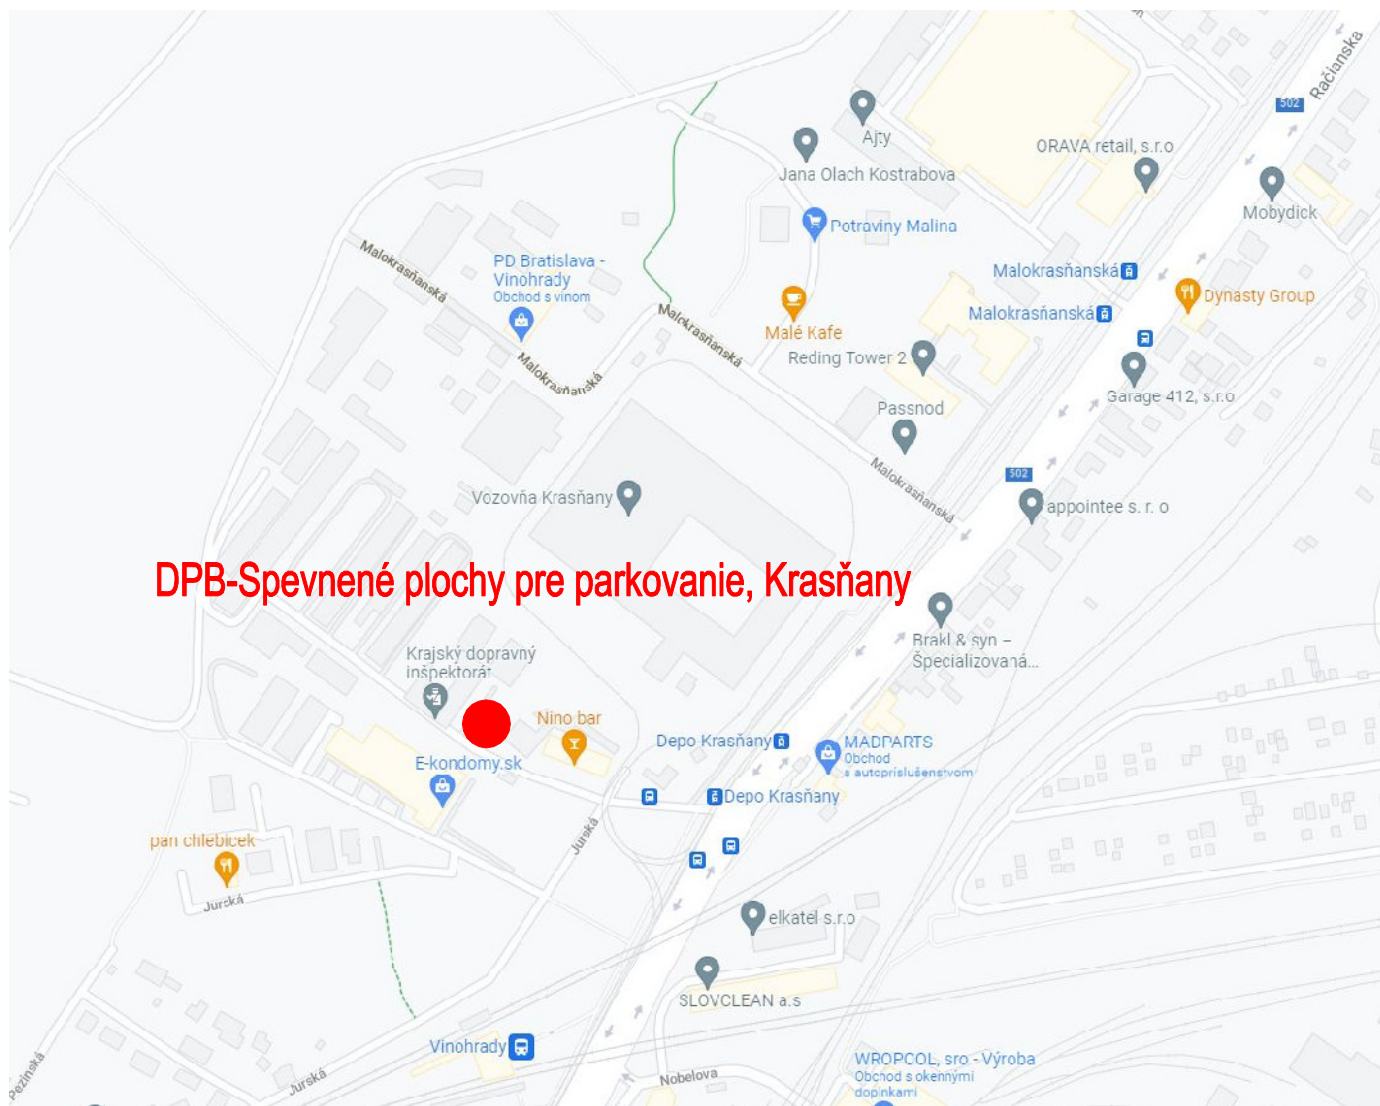 Račianska
502
Ajty
ORAVA retail, s.r.o
Jana Olach Kostrabova
Mobydick
Potraviny Malina
Malokrasňanská
PD Bratislava -
Vinohrady
Obchod s vínom
Malokrasňanská
Dynasty Group
Malokrasňanská
Malé Kafe
Malokrasňanská
Reding Tower 2
Malokrasňanská
Garage 412, s.r.o
Passnod
502
Malokrasňanská
Vozovňa Krasňany
appointee s. r. o
DPB-Spevnené plochy pre parkovanie, Krasňany
Brakl & syn –
Špecializovaná...
Krajský dopravný
inšpektorát
Nino bar
Depo Krasňany
MADPARTS
Obchod
s autopríslušenstvom
E-kondomy.sk
Depo Krasňany
Jurská
pan chlebicek
Jurská
elkatel s.r.o
SLOVCLEAN a.s
Vinohrady
WROPCOL, sro - Výroba
Obchod s okennými
doplnkami
Nobelova
Jurská
Pezinská